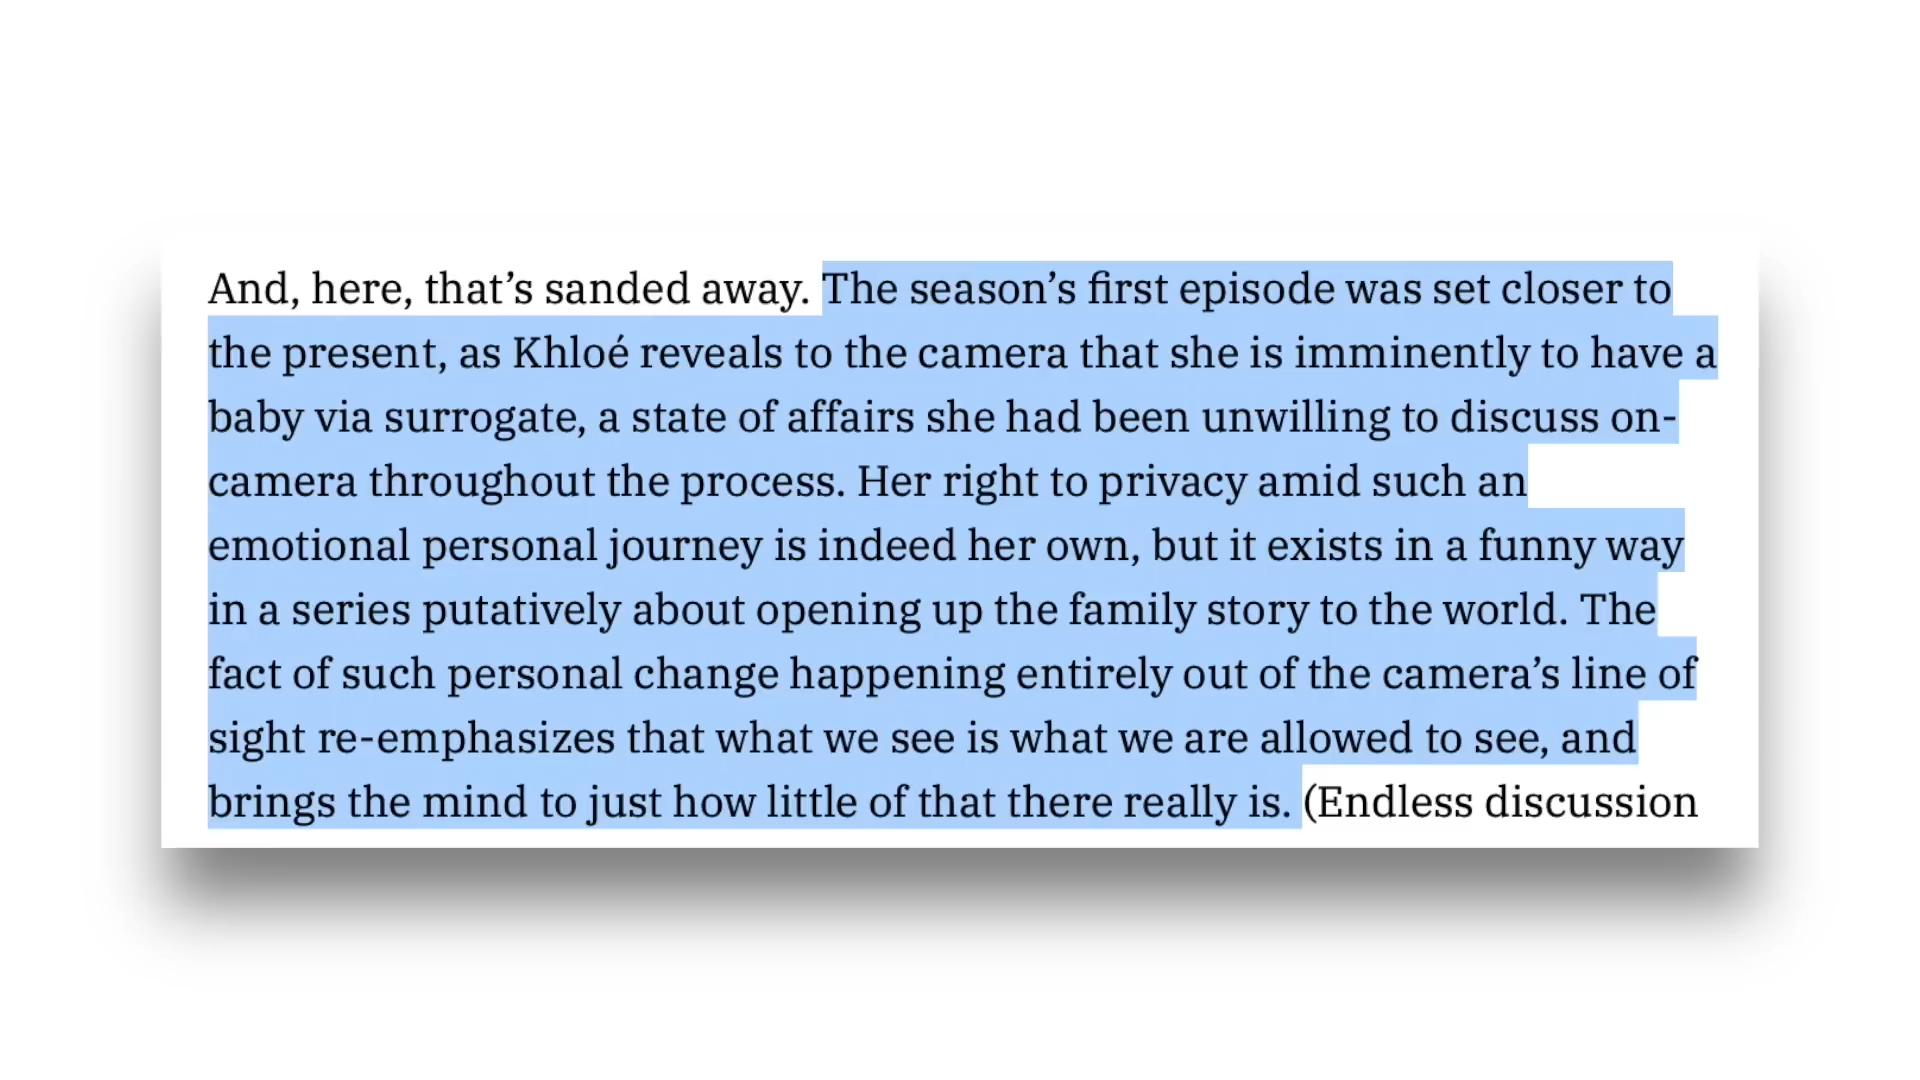 And, here, that’s sanded away. The season’s first episode was set closer to
the present, as Khloé reveals to the camera that she is imminently to have a
baby via surrogate, a state of affairs she had been unwilling to discuss on-
camera throughout the process. Her right to privacy amid such an
emotional personal journey is indeed her own, but it exists in a funny way
in a series putatively about opening up the family story to the world. The
fact of such personal change happening entirely out of the camera’s line of
sight re-emphasizes that what we see is what we are allowed to see, and
brings the mind to just how little of that there really is. (Endless discussion